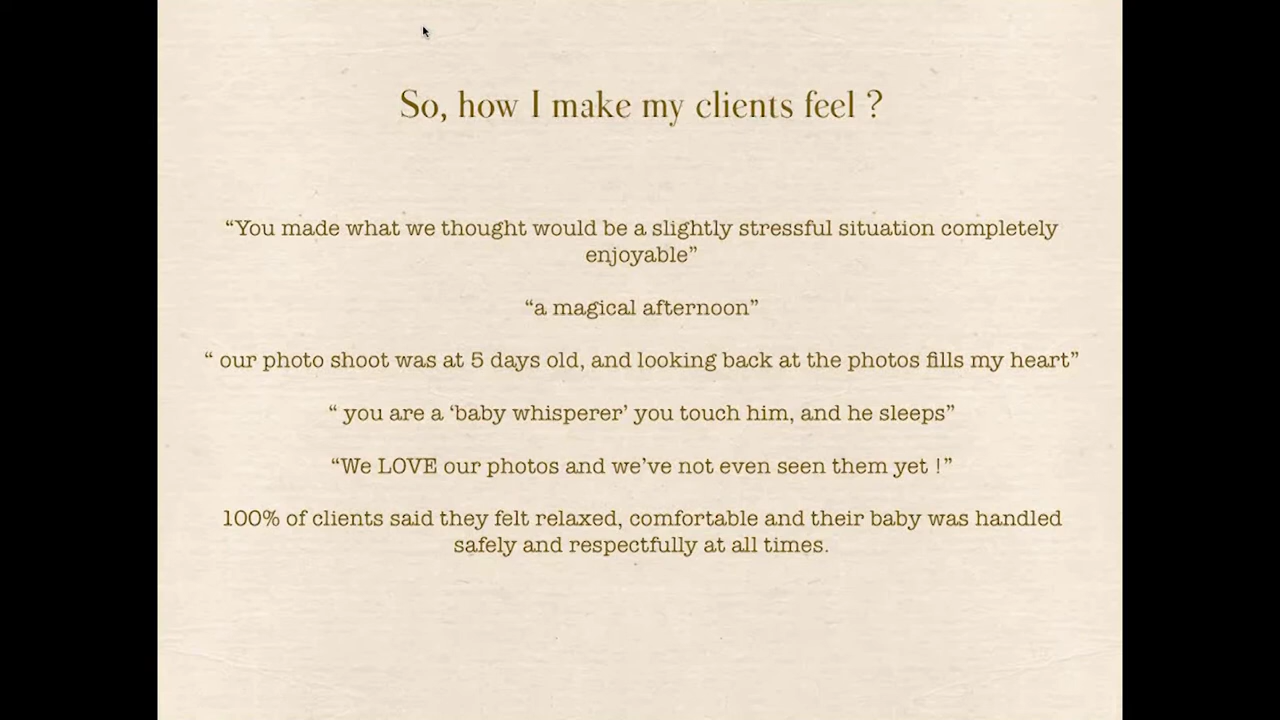 So, how I make my clients feel ?
“You made what we thought would be a slightly stressful situation completely
enjoyable”
“a magical afternoon”
“ our photo shoot was at 5 days old, and looking back at the photos fills my heart”
“ you are a ‘baby whisperer’ you touch him, and he sleeps”
“We LOVE our photos and we’ve not even seen them yet !”
100% of clients said they felt relaxed, comfortable and their baby was handled
safely and respectfully at all times.